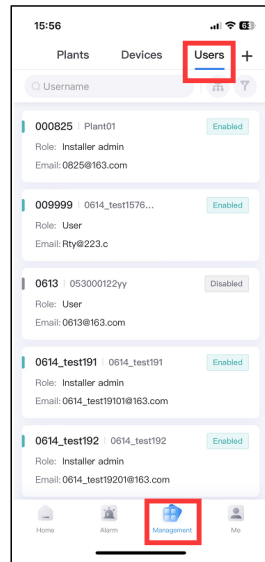 15:56
63
Plants Devices Users +
Username
000825 | Plant01 Enabled
Role: Installer admin
Email: 0825@163.com
009999 | 0614_test1576... Enabled
Role: User
Email: Rty@223.c
0613 | 053000122yy Disabled
Role: User
Email: 0613@163.com
0614_test191 | 0614_test191 Enabled
Role: Installer admin
Email: 0614_test19101@163.com
0614_test192 | 0614_test192 Enabled
Role: Installer admin
Email: 0614_test19201@163.com
Home Alarm Management Me